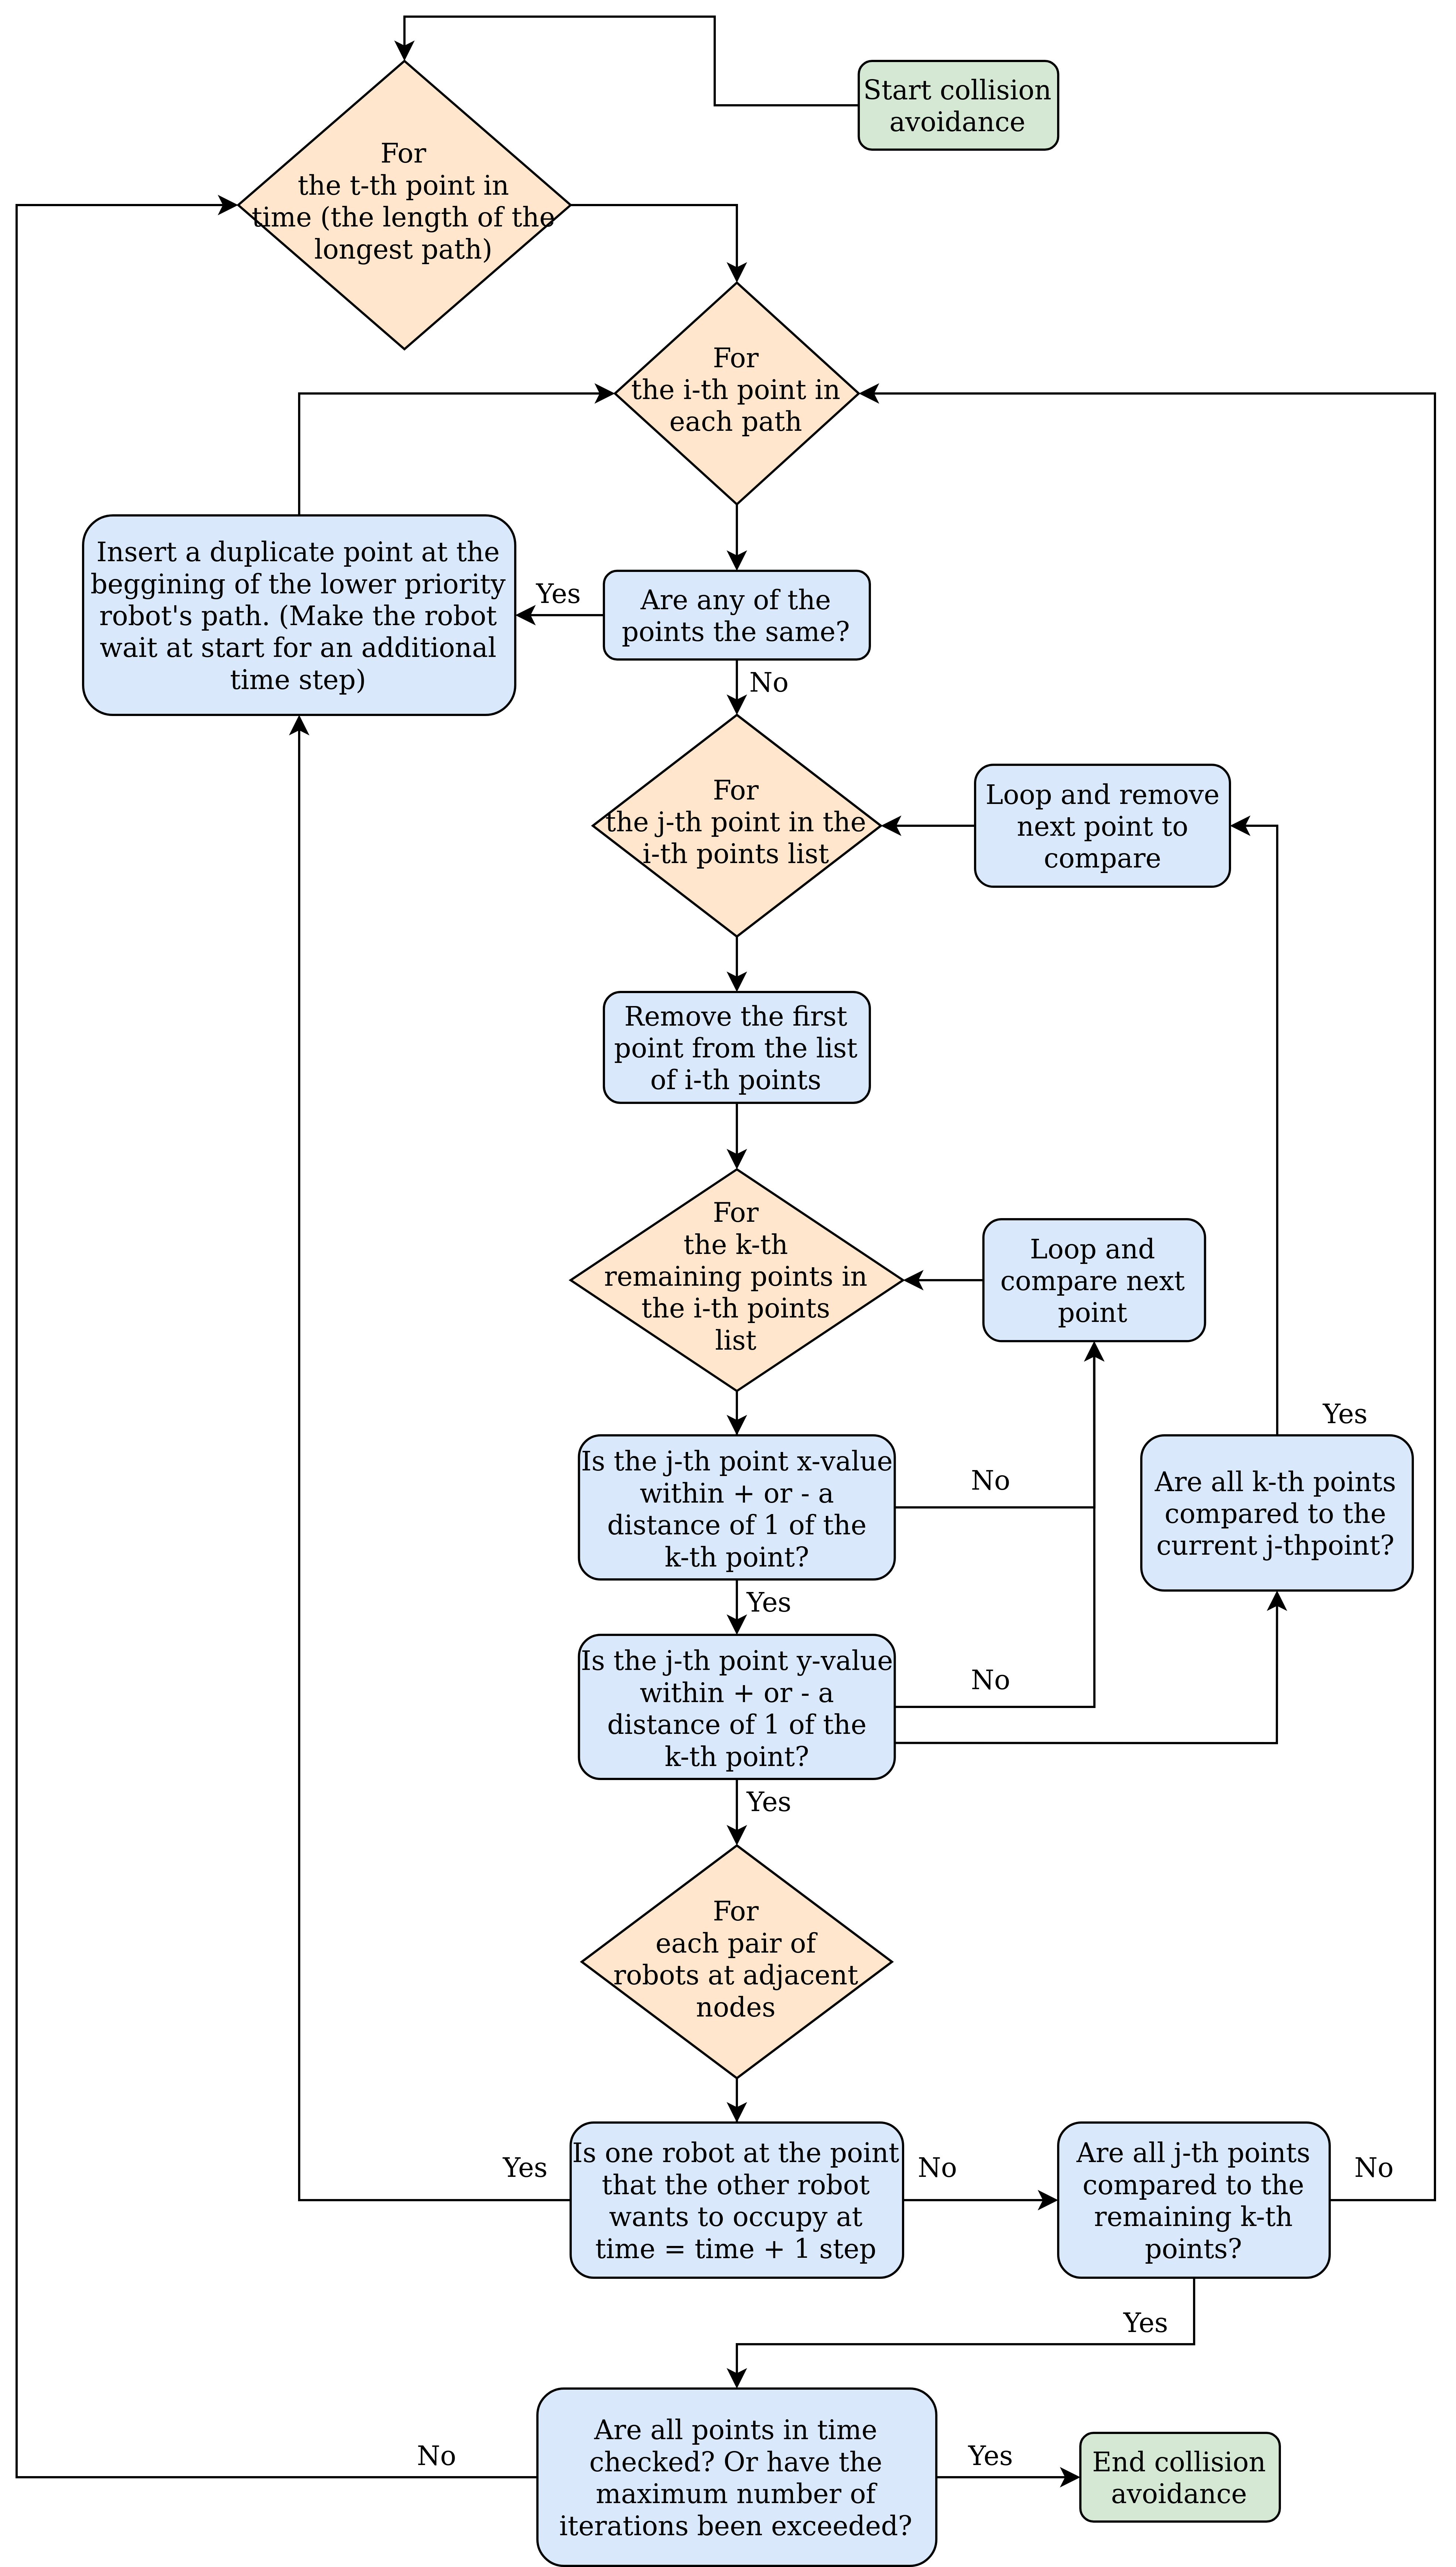 Start collision
avoidance
For
the t-th point in
time (the length of the
longest path)
For
the i-th point in
each path
Insert a duplicate point at the
beggining of the lower priority
robot's path. (Make the robot
wait at start for an additional
time step)
Yes
Are any of the
points the same?
No
For
the j-th point in the
i-th points list
Loop and remove
next point to
compare
Remove the first
point from the list
of i-th points
For
the k-th
remaining points in
the i-th points
list
Loop and
compare next
point
Is the j-th point x-value
within + or - a
distance of 1 of the
k-th point?
No
Yes
Are all k-th points
compared to the
current j-thpoint?
Yes
Is the j-th point y-value
within + or - a
distance of 1 of the
k-th point?
No
Yes
For
each pair of
robots at adjacent
nodes
Yes
Is one robot at the point
that the other robot
wants to occupy at
time = time + 1 step
No
Are all j-th points
compared to the
remaining k-th
points?
No
Yes
No
Are all points in time
checked? Or have the
maximum number of
iterations been exceeded?
Yes
End collision
avoidance